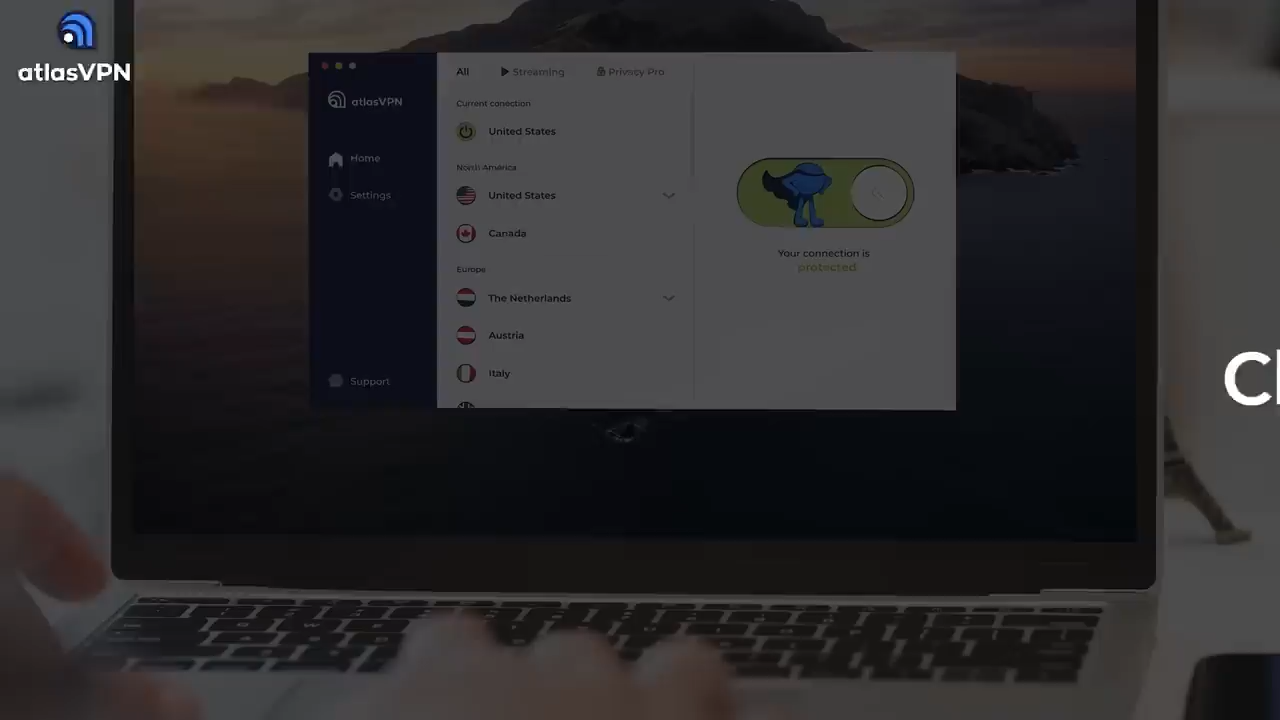 atlasVPN
atlasVPN
Home
Settings
Support
All
Streaming
Privacy Pro
Current conection
United States
North America
United States
Canada
Europe
The Netherlands
Austria
Italy
Your connection is
protected